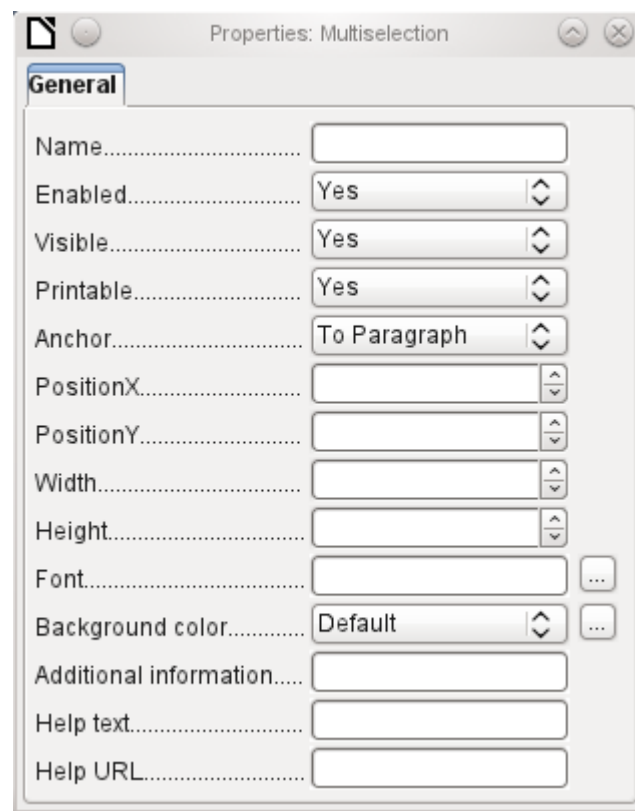 Properties: Multiselection
General
Name..............................
Enabled........................... Yes
Visible............................ Yes
Printable......................... Yes
Anchor............................ To Paragraph
PositionX........................
PositionY........................
Width..............................
Height............................
Font............................... ...
Background color............ Default ...
Additional information.....
Help text.........................
Help URL.......................